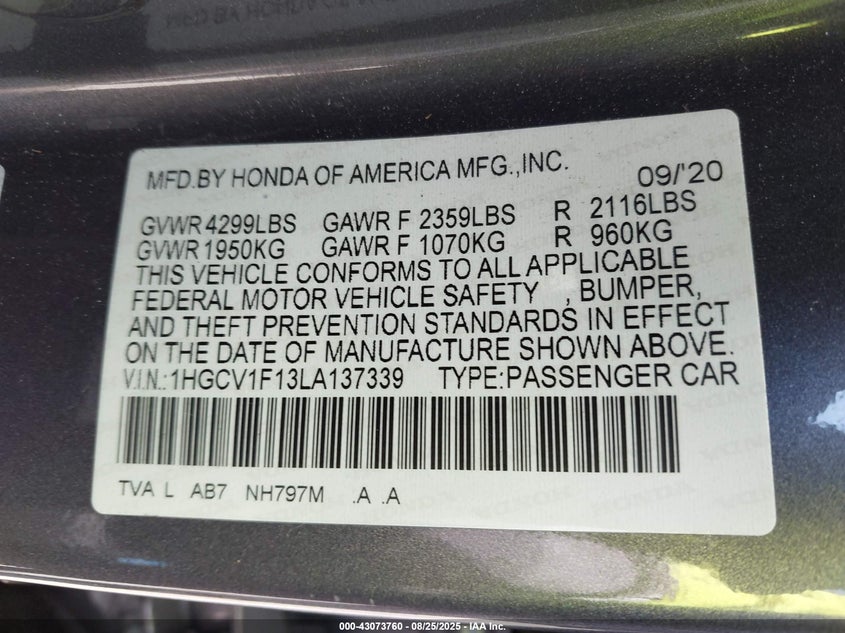 MFD.BY HONDA OF AMERICA MFG.,INC. 09/'20
GVWR 4299LBS GAWR F 2359LBS R 2116LBS
GVWR 1950KG GAWR F 1070KG R 960KG
THIS VEHICLE CONFORMS TO ALL APPLICABLE
FEDERAL MOTOR VEHICLE SAFETY , BUMPER,
AND THEFT PREVENTION STANDARDS IN EFFECT
ON THE DATE OF MANUFACTURE SHOWN ABOVE.
V.I.N.:1HGCV1F13LA137339 TYPE:PASSENGER CAR
TVA L AB7 NH797M .A .A
000-43073760 - 08/25/2025 - IAA Inc.